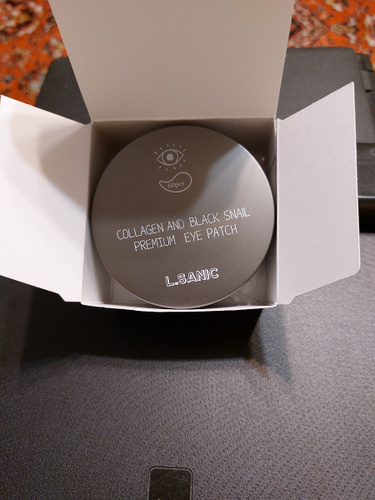 60pcs
COLLAGEN AND BLACK SNAIL
PREMIUM EYE PATCH
L.SANIC